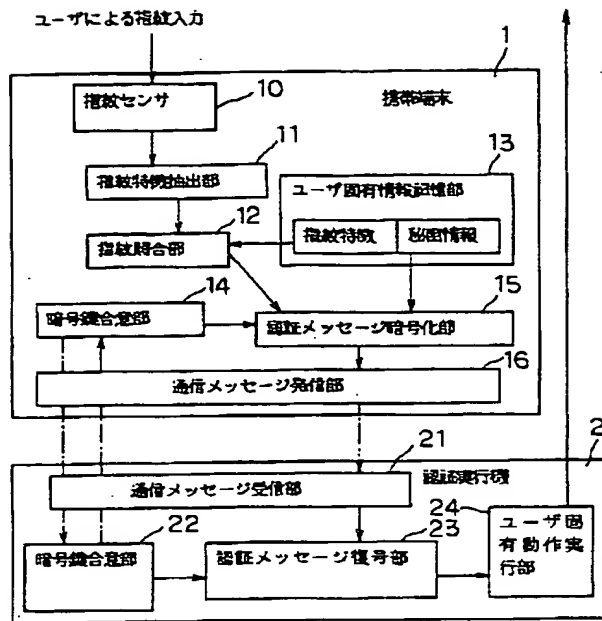 ユーザによる指紋入力
1
指紋センサ
10
携帯端末
11
指紋特徴抽出部
13
ユーザ固有情報記憶部
12
指紋特徴
秘密情報
指紋照合部
14
15
暗号鍵合意部
認証メッセージ暗号化部
16
通信メッセージ発信部
2
21
認証実行機
通信メッセージ受信部
22
23
24
ユーザ固
有動作実
行部
暗号鍵合意部
認証メッセージ復号部